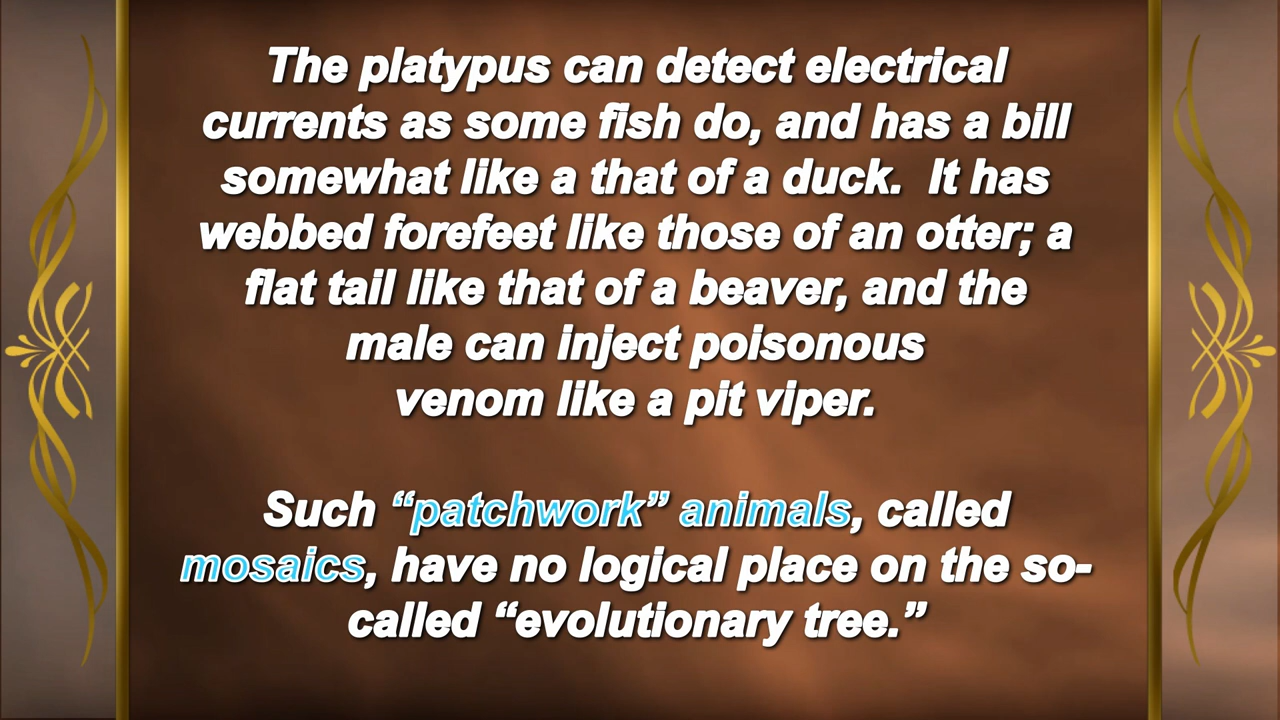 The platypus can detect electrical
currents as some fish do, and has a bill
somewhat like a that of a duck.  It has
webbed forefeet like those of an otter; a
flat tail like that of a beaver, and the
male can inject poisonous
venom like a pit viper.
Such “patchwork” animals, called
mosaics, have no logical place on the so-
called “evolutionary tree.”